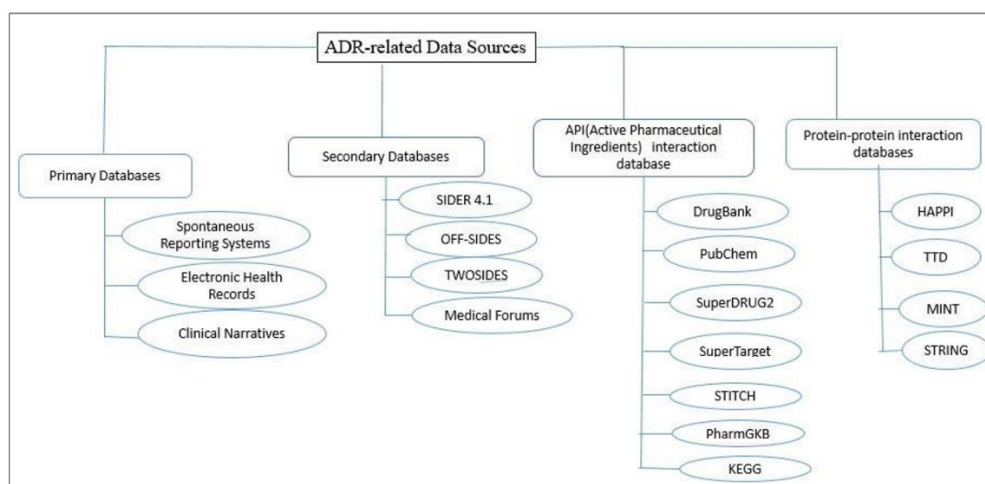 ADR-related Data Sources
Primary Databases
Spontaneous
Reporting Systems
Electronic Health
Records
Clinical Narratives
Secondary Databases
SIDER 4.1
OFF-SIDES
TWOSIDES
Medical Forums
API(Active Pharmaceutical
Ingredients) interaction
database
DrugBank
PubChem
SuperDRUG2
SuperTarget
STITCH
PharmGKB
KEGG
Protein-protein interaction
databases
HAPPI
TTD
MINT
STRING